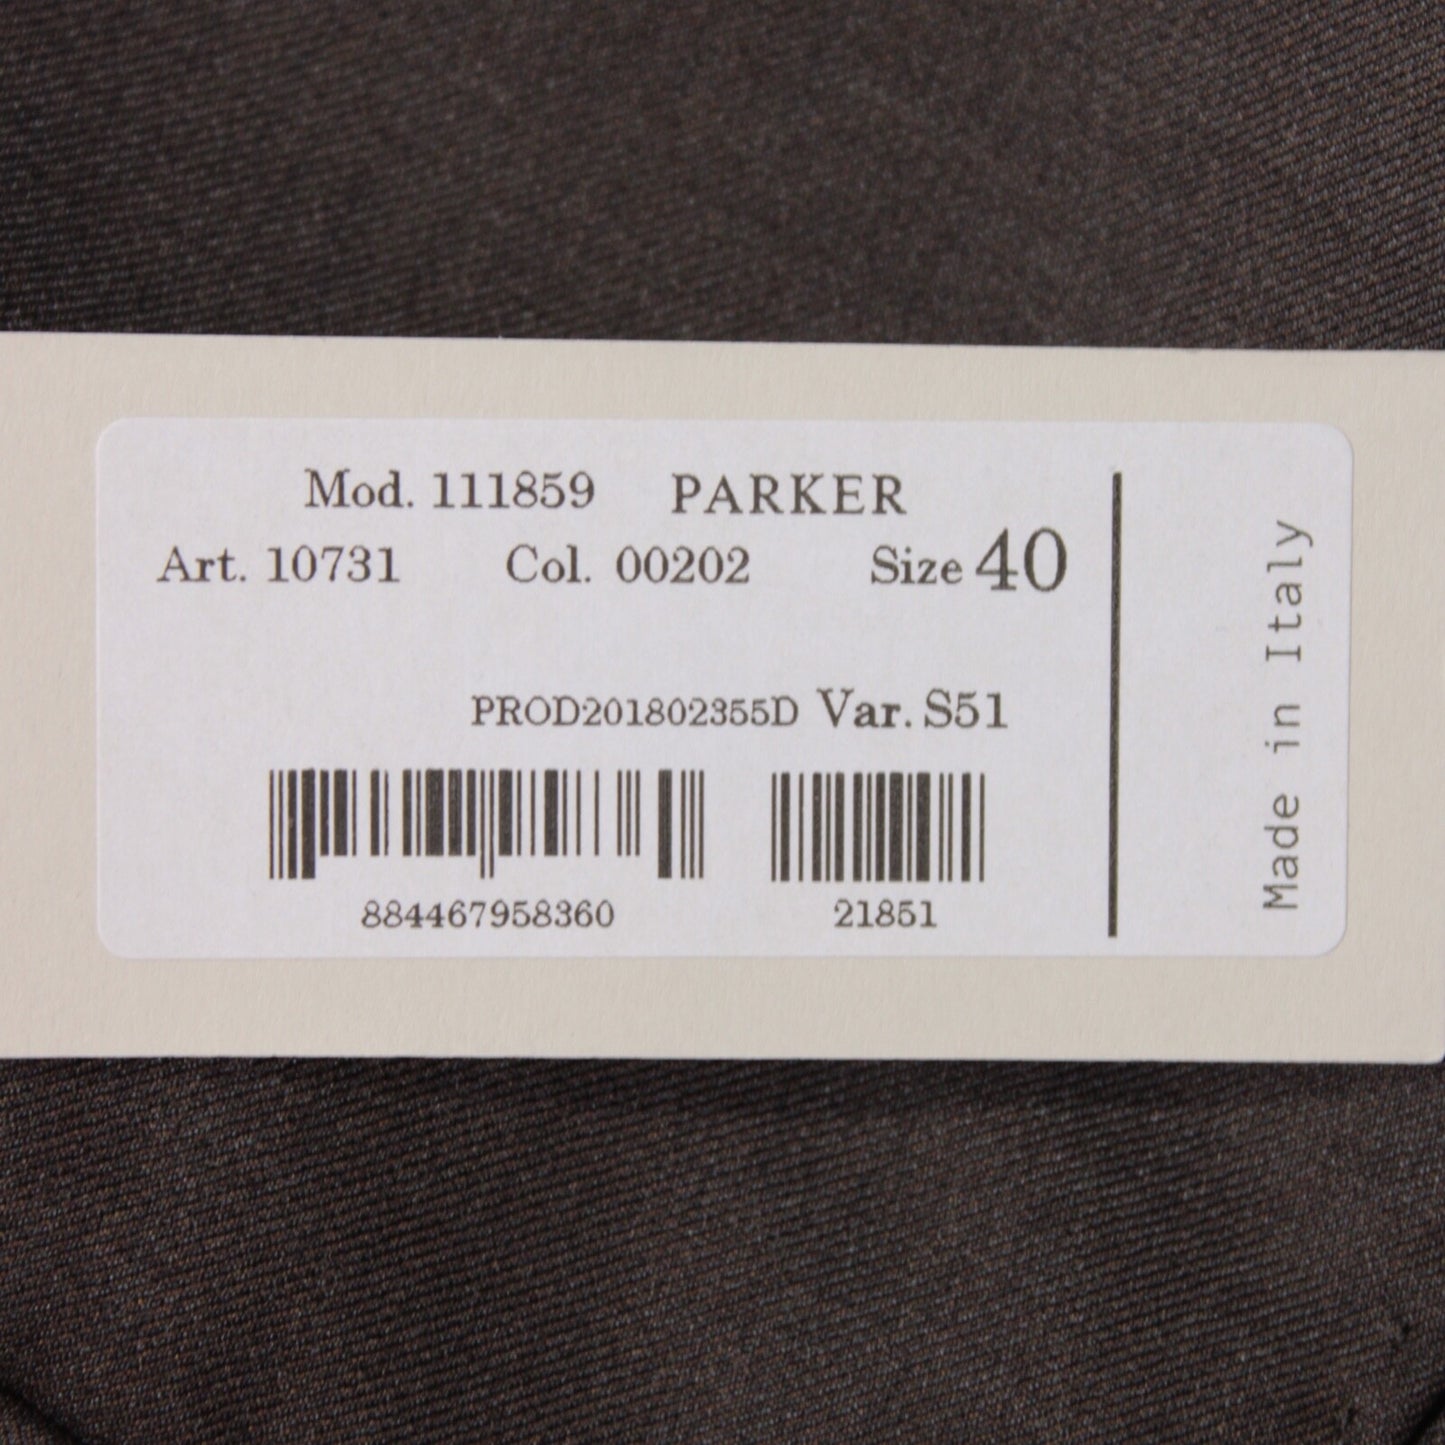 Mod. 111859 PARKER
Art. 10731 Col. 00202 Size 40
PROD201802355D Var. S51
884467958360 21851
Made in Italy